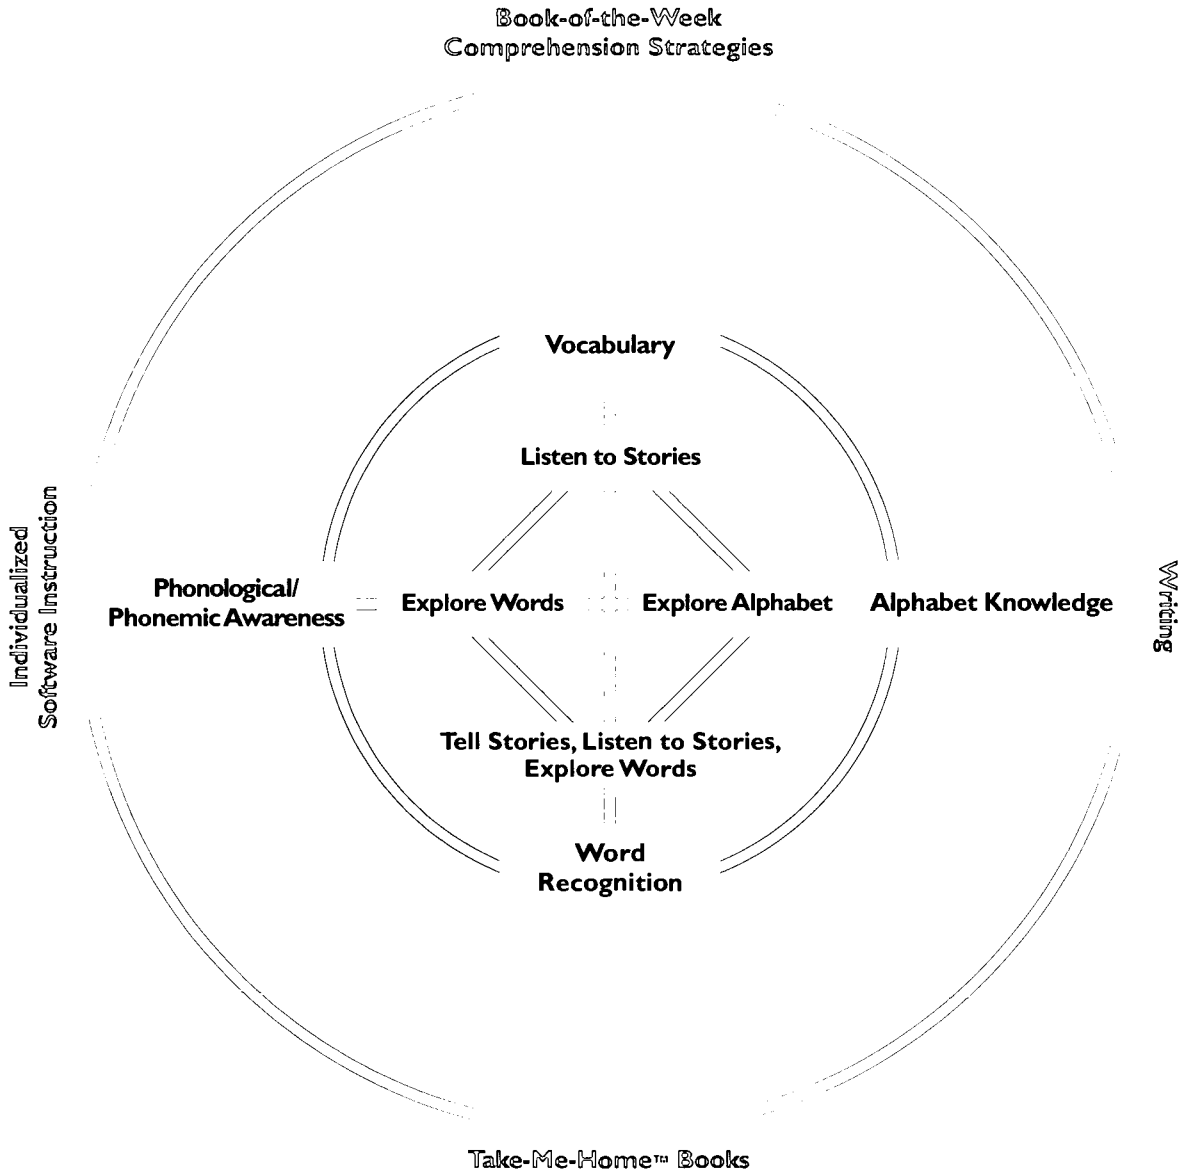 Book-of-the-Week
Comprehension Strategies
Vocabulary
Listen to Stories
Individualized
Software Instruction
Phonological/
Phonemic Awareness
Explore Words
Explore Alphabet
Alphabet Knowledge
Writing
Tell Stories, Listen to Stories,
Explore Words
Word
Recognition
Take-Me-Home™ Books